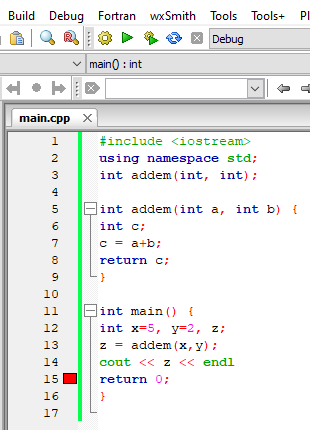 Build Debug Fortran wxSmith Tools Tools+
Debug
main() : int
main.cpp
1 #include <iostream>
2 using namespace std;
3 int addem(int, int);
4
5 int addem(int a, int b) {
6 int c;
7 c = a+b;
8 return c;
9 }
10
11 int main() {
12 int x=5, y=2, z;
13 z = addem(x,y);
14 cout << z << endl
15 return 0;
16 }
17